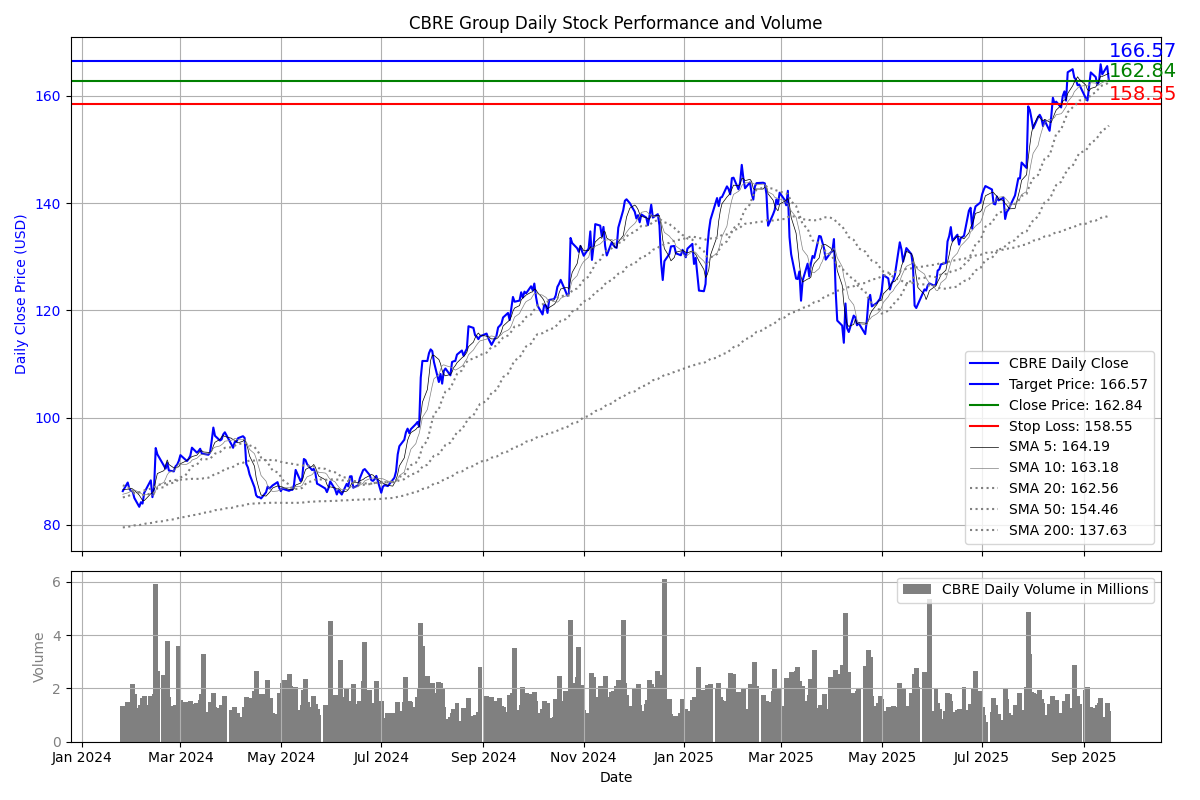 CBRE Group Daily Stock Performance and Volume
166.57
162.84
158.55
160
140
120
100
80
Daily Close Price (USD)
CBRE Daily Close
Target Price: 166.57
Close Price: 162.84
Stop Loss: 158.55
SMA 5: 164.19
SMA 10: 163.18
SMA 20: 162.56
SMA 50: 154.46
SMA 200: 137.63
6
4
2
0
Volume
CBRE Daily Volume in Millions
Jan 2024 Mar 2024 May 2024 Jul 2024 Sep 2024 Nov 2024 Jan 2025 Mar 2025 May 2025 Jul 2025 Sep 2025
Date